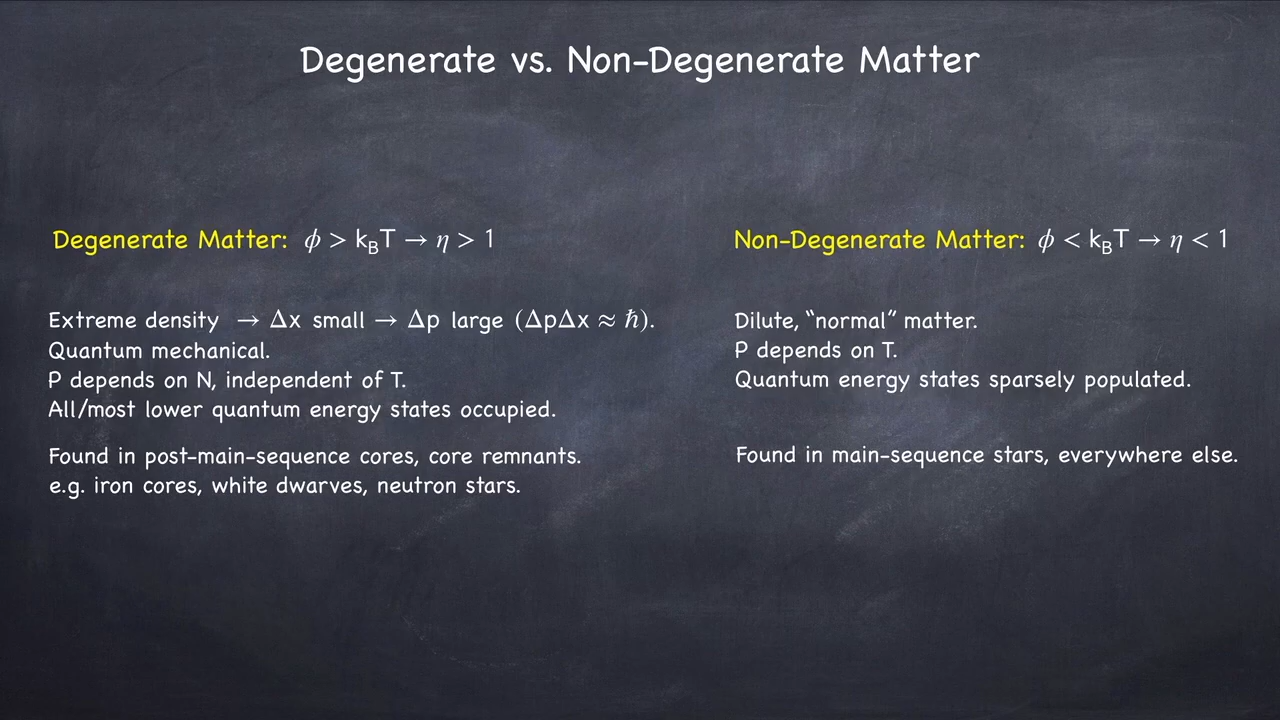 Degenerate vs. Non-Degenerate Matter
Degenerate Matter: ϕ > k_BT → η > 1
Extreme density → Δx small → Δp large (ΔpΔx ≈ ℏ).
Quantum mechanical.
P depends on N, independent of T.
All/most lower quantum energy states occupied.
Found in post-main-sequence cores, core remnants.
e.g. iron cores, white dwarves, neutron stars.
Non-Degenerate Matter: ϕ < k_BT → η < 1
Dilute, “normal” matter.
P depends on T.
Quantum energy states sparsely populated.
Found in main-sequence stars, everywhere else.